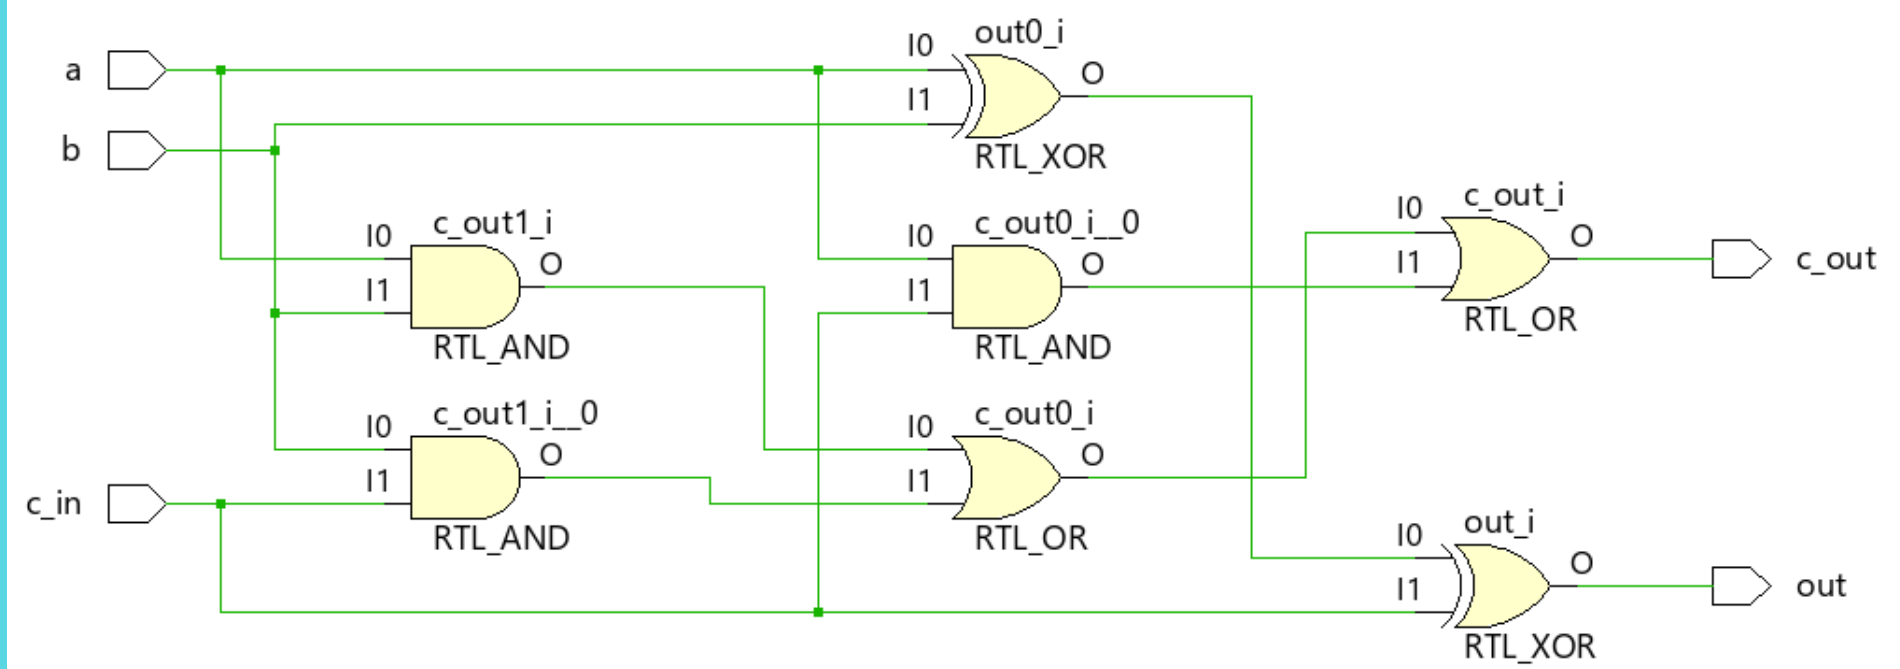 a
b
c_in
I0
I1
out0_i
O
RTL_XOR
I0
I1
c_out1_i
O
RTL_AND
I0
I1
c_out0_i__0
O
RTL_AND
I0
I1
c_out_i
O
RTL_OR
c_out
I0
I1
c_out1_i__0
O
RTL_AND
I0
I1
c_out0_i
O
RTL_OR
I0
I1
out_i
O
RTL_XOR
out